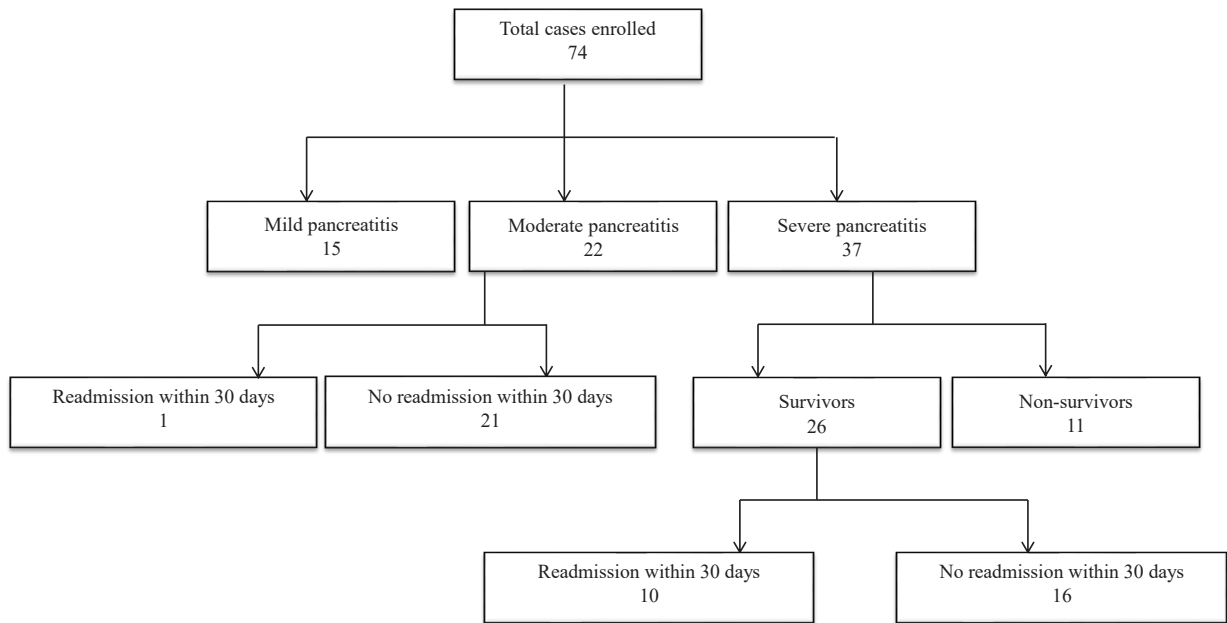 Total cases enrolled
74
Mild pancreatitis
15
Moderate pancreatitis
22
Severe pancreatitis
37
Readmission within 30 days
1
No readmission within 30 days
21
Survivors
26
Non-survivors
11
Readmission within 30 days
10
No readmission within 30 days
16